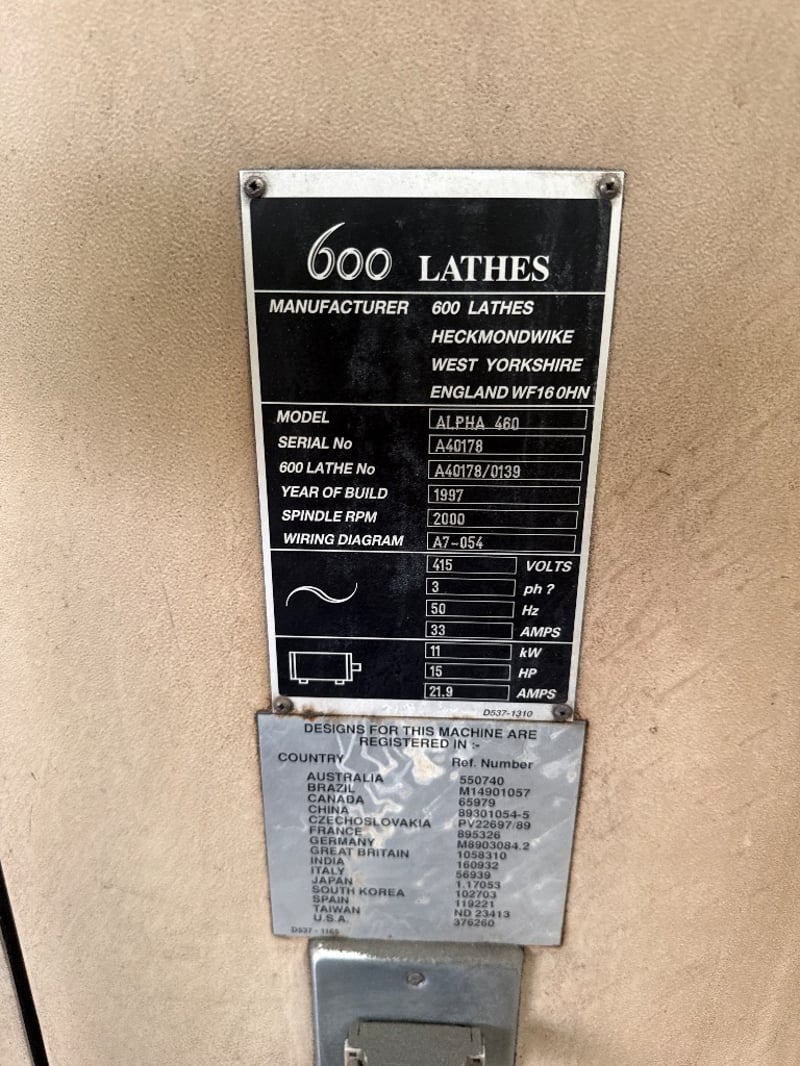 600 LATHES
MANUFACTURER 600 LATHES
HECKMONDWIKE
WEST YORKSHIRE
ENGLAND WF16 0HN
MODEL ALPHA 460
SERIAL No A40178
600 LATHE No A40178/0139
YEAR OF BUILD 1997
SPINDLE RPM 2000
WIRING DIAGRAM A7-054
415 VOLTS
3 ph ?
50 Hz
33 AMPS
11 kW
15 HP
21.9 AMPS
D537-1310
DESIGNS FOR THIS MACHINE ARE
REGISTERED IN :-
COUNTRY Ref. Number
AUSTRALIA 550740
BRAZIL M14901057
CANADA 65979
CHINA 89301054-5
CZECHOSLOVAKIA PV22697/89
FRANCE 895326
GERMANY M8903084.2
GREAT BRITAIN 1058310
INDIA 160932
ITALY 56939
JAPAN 1.17053
SOUTH KOREA 102703
SPAIN 119221
TAIWAN ND 23413
U.S.A. 376260
D537-1165